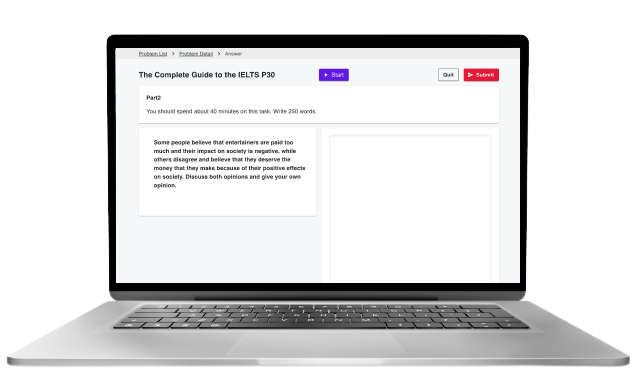 Problem List > Problem Detail > Answer
The Complete Guide to the IELTS P30
Start
Quit
Submit
Part2
You should spend about 40 minutes on this task. Write 250 words.
Some people believe that entertainers are paid too
much and their impact on society is negative, while
others disagree and believe that they deserve the
money that they make because of their positive effects
on society. Discuss both opinions and give your own
opinion.